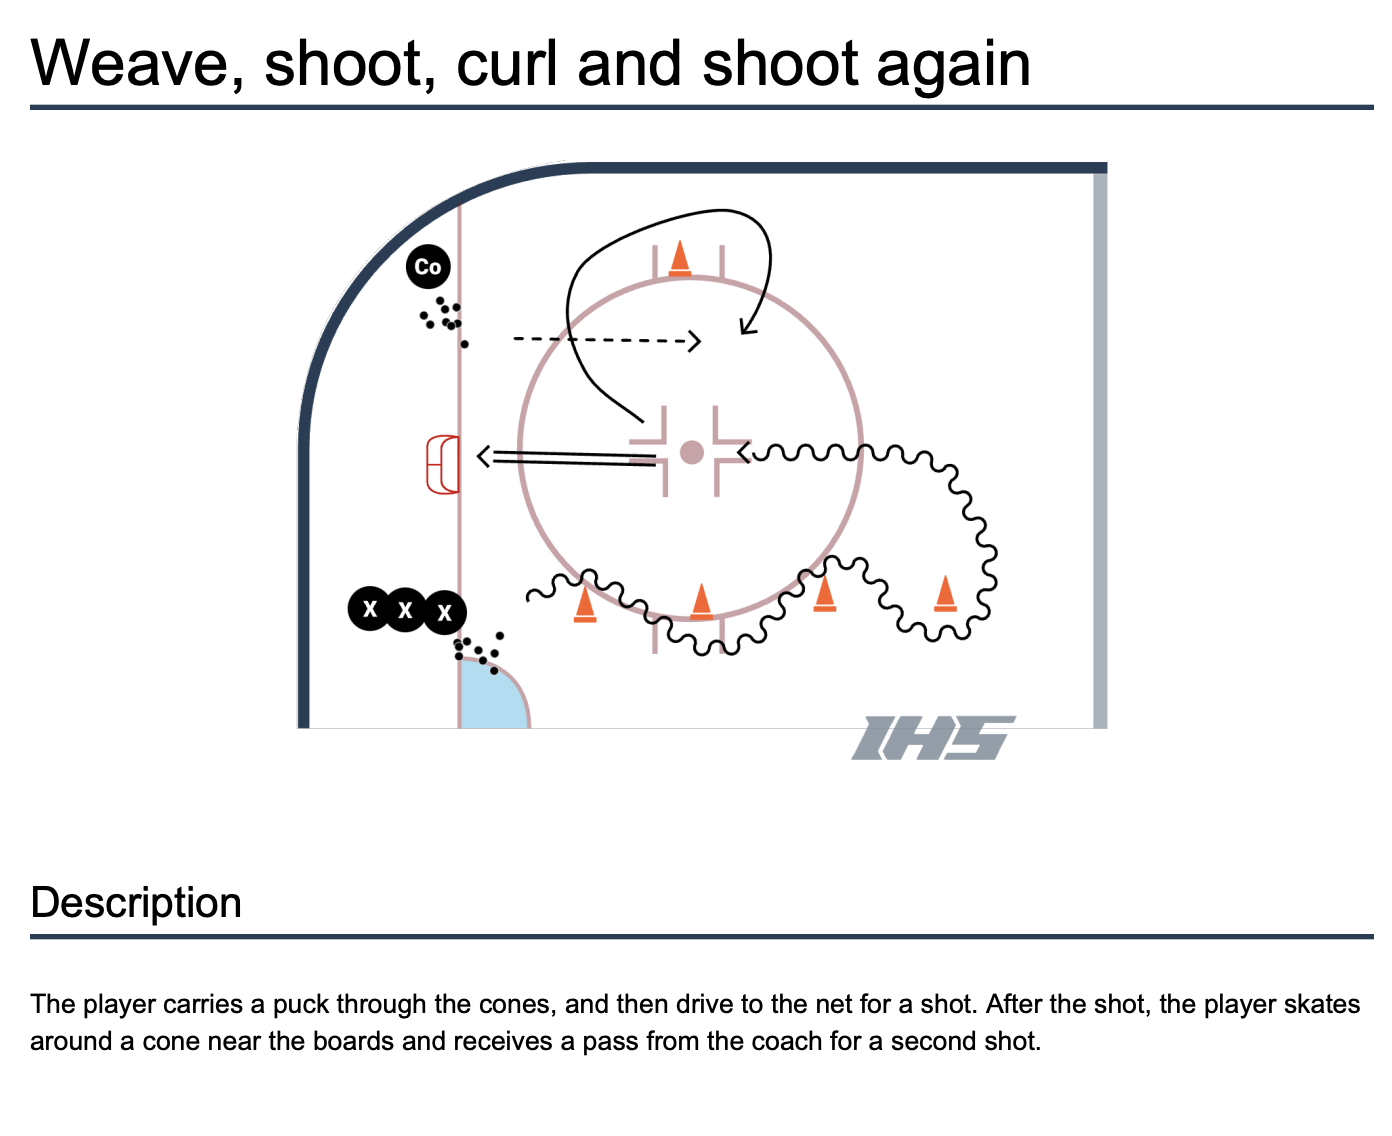 Weave, shoot, curl and shoot again
Co
X X X
IHS
Description
The player carries a puck through the cones, and then drive to the net for a shot. After the shot, the player skates
around a cone near the boards and receives a pass from the coach for a second shot.